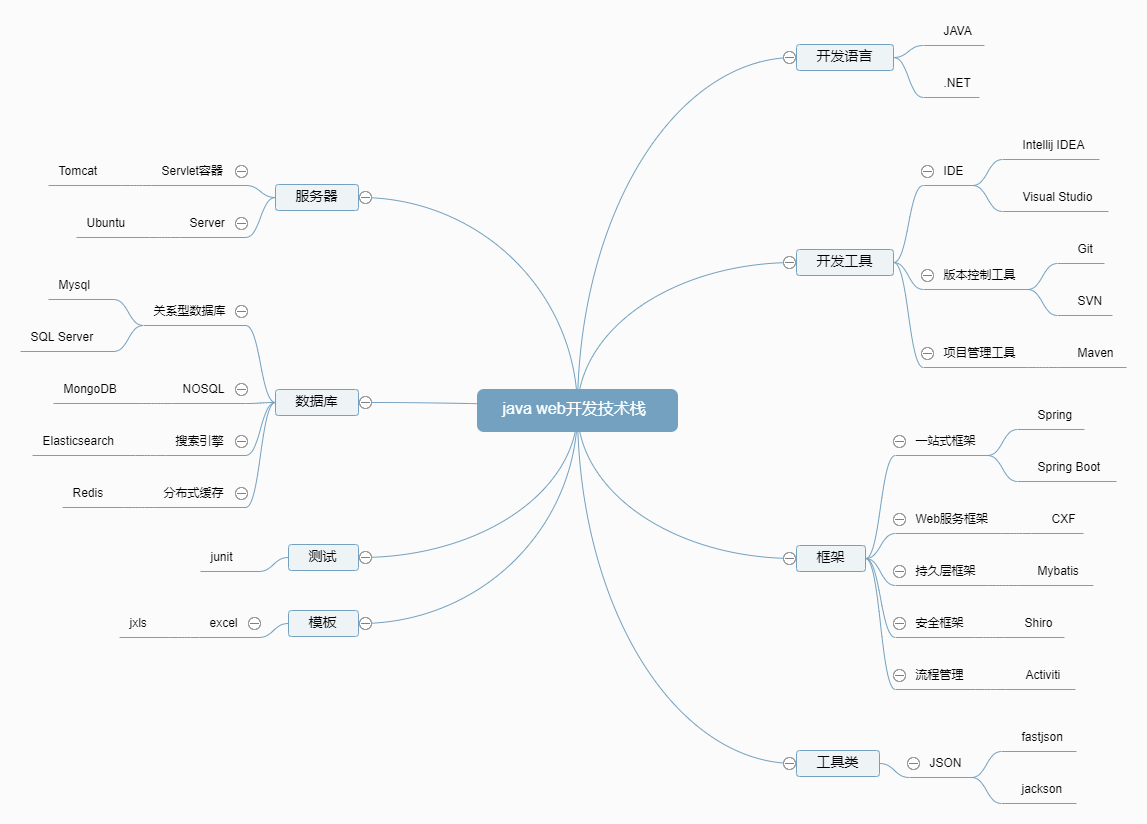 java web开发技术栈
开发语言
JAVA
.NET
开发工具
IDE
Intellij IDEA
Visual Studio
版本控制工具
Git
SVN
项目管理工具
Maven
框架
一站式框架
Spring
Spring Boot
Web服务框架
CXF
持久层框架
Mybatis
安全框架
Shiro
流程管理
Activiti
工具类
JSON
fastjson
jackson
服务器
Servlet容器
Tomcat
Server
Ubuntu
数据库
关系型数据库
Mysql
SQL Server
NOSQL
MongoDB
搜索引擎
Elasticsearch
分布式缓存
Redis
测试
junit
模板
excel
jxls